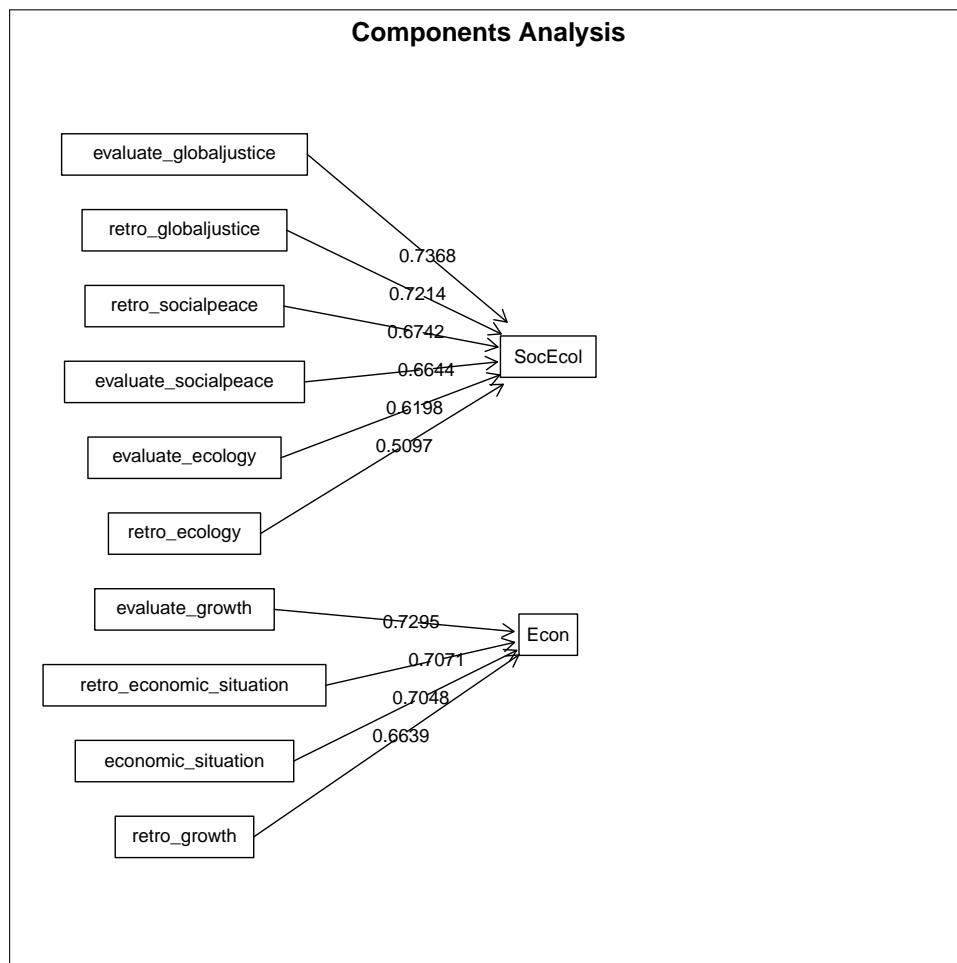 Components Analysis
evaluate_globaljustice
retro_globaljustice
0.7368
0.7214
retro_socialpeace
0.6742
SocEcol
evaluate_socialpeace
0.6644
0.6198
evaluate_ecology
0.5097
retro_ecology
evaluate_growth
0.7295
Econ
retro_economic_situation
0.7071
0.7048
economic_situation
0.6639
retro_growth